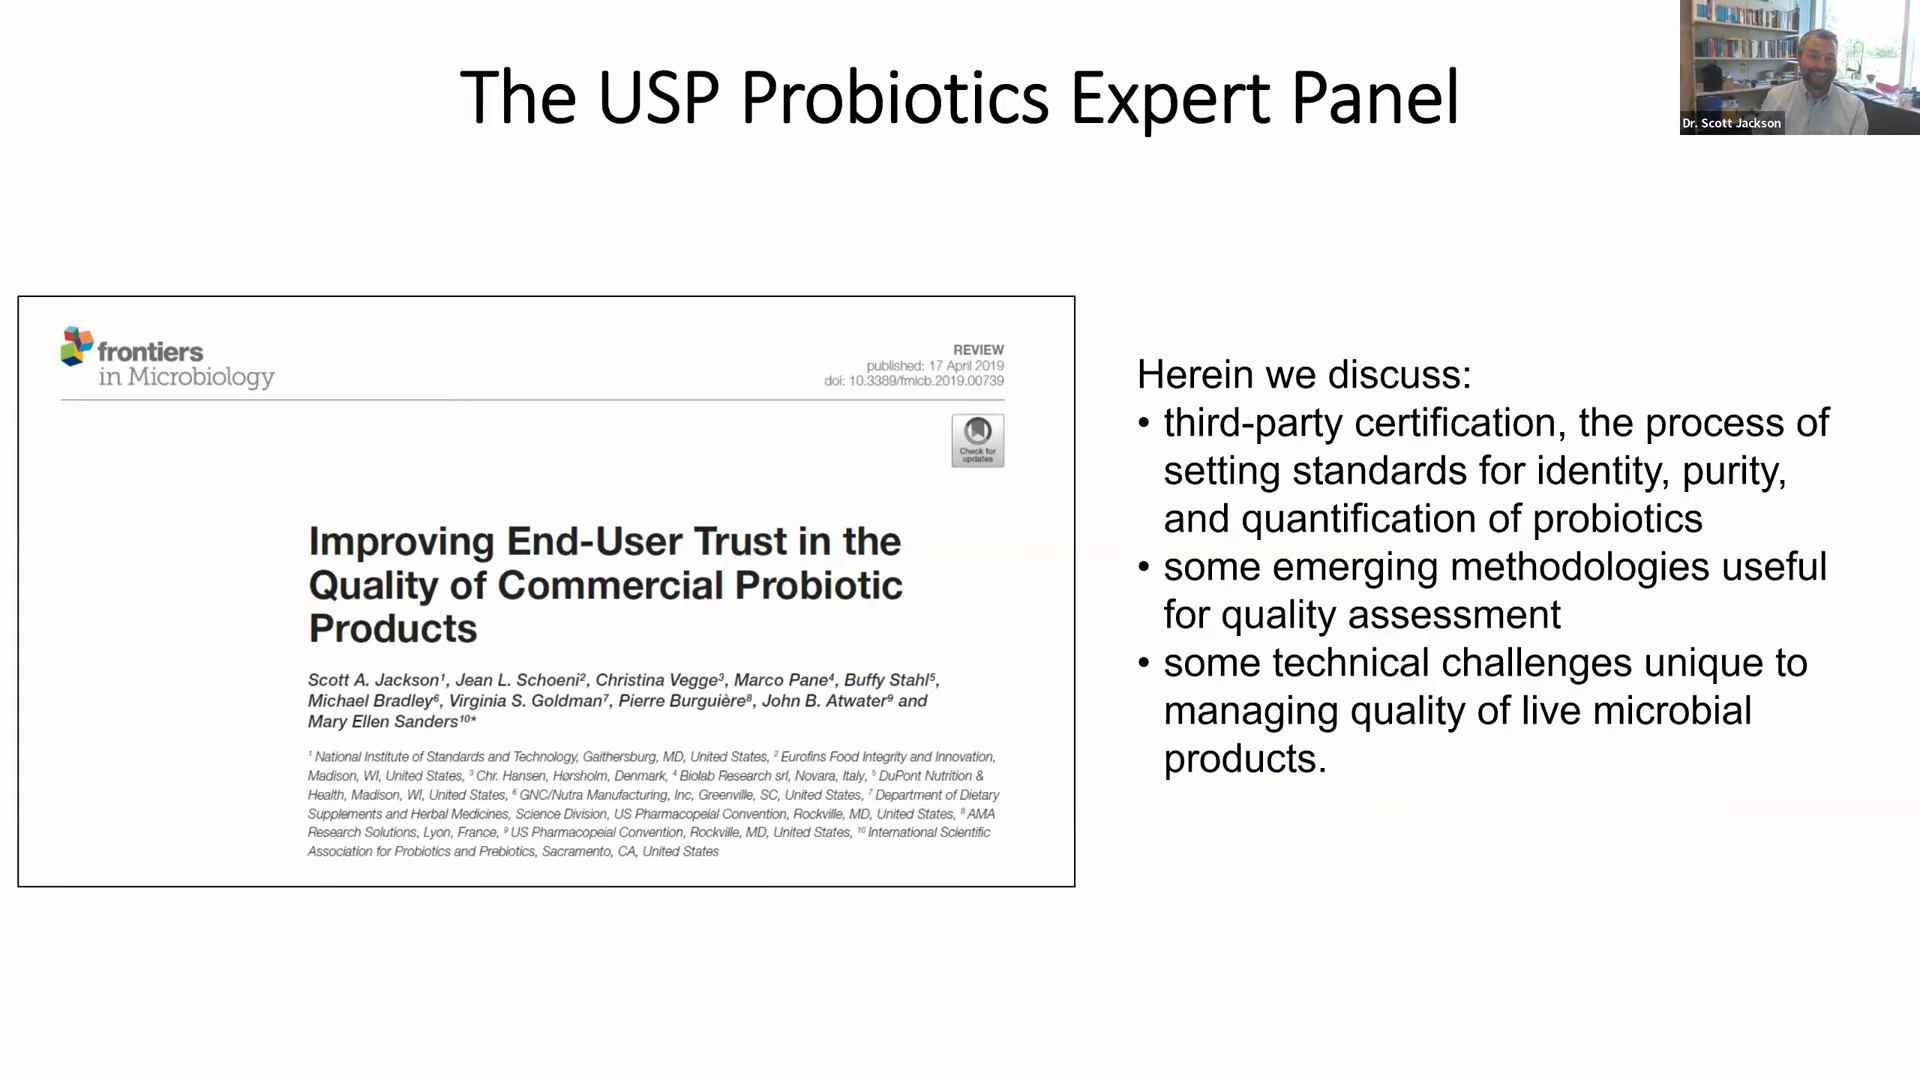 The USP Probiotics Expert Panel
Dr. Scott Jackson
frontiers
in Microbiology
REVIEW
published: 17 April 2019
doi: 10.3389/fmicb.2019.00739
Check for
updates
Improving End-User Trust in the
Quality of Commercial Probiotic
Products
Scott A. Jackson¹, Jean L. Schoeni², Christina Vegge³, Marco Pane⁴, Buffy Stahl⁵,
Michael Bradley⁶, Virginia S. Goldman⁷, Pierre Burguière⁸, John B. Atwater⁹ and
Mary Ellen Sanders¹⁰*
¹ National Institute of Standards and Technology, Gaithersburg, MD, United States, ² Eurofins Food Integrity and Innovation,
Madison, WI, United States, ³ Chr. Hansen, Hørsholm, Denmark, ⁴ Biolab Research srl, Novara, Italy, ⁵ DuPont Nutrition &
Health, Madison, WI, United States, ⁶ GNC/Nutra Manufacturing, Inc, Greenville, SC, United States, ⁷ Department of Dietary
Supplements and Herbal Medicines, Science Division, US Pharmacopeial Convention, Rockville, MD, United States, ⁸ AMA
Research Solutions, Lyon, France, ⁹ US Pharmacopeial Convention, Rockville, MD, United States, ¹⁰ International Scientific
Association for Probiotics and Prebiotics, Sacramento, CA, United States
Herein we discuss:
• third-party certification, the process of
setting standards for identity, purity,
and quantification of probiotics
• some emerging methodologies useful
for quality assessment
• some technical challenges unique to
managing quality of live microbial
products.